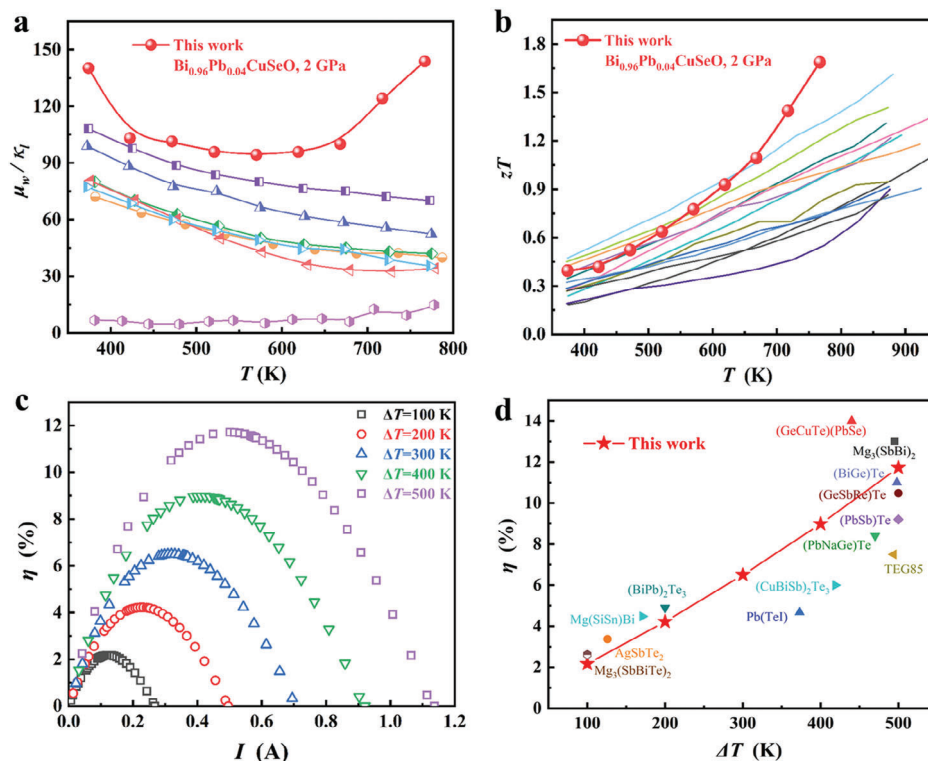 a
This work
Bi0.96Pb0.04CuSeO, 2 GPa
150
120
90
60
30
0
μw / κl
400 500 600 700 800
T (K)
b
This work
Bi0.96Pb0.04CuSeO, 2 GPa
1.8
1.5
1.2
0.9
0.6
0.3
0.0
zT
400 500 600 700 800 900
T (K)
c
ΔT=100 K
ΔT=200 K
ΔT=300 K
ΔT=400 K
ΔT=500 K
12
10
8
6
4
2
0
η (%)
0.0 0.2 0.4 0.6 0.8 1.0 1.2
I (A)
d
This work
(GeCuTe)(PbSe)
Mg3(SbBi)2
(BiGe)Te
(GeSbRe)Te
(PbSb)Te
(PbNaGe)Te
TEG85
(BiPb)2Te3
(CuBiSb)2Te3
Mg(SiSn)Bi
Pb(TeI)
AgSbTe2
Mg3(SbBiTe)2
14
12
10
8
6
4
2
0
η (%)
100 200 300 400 500
ΔT (K)